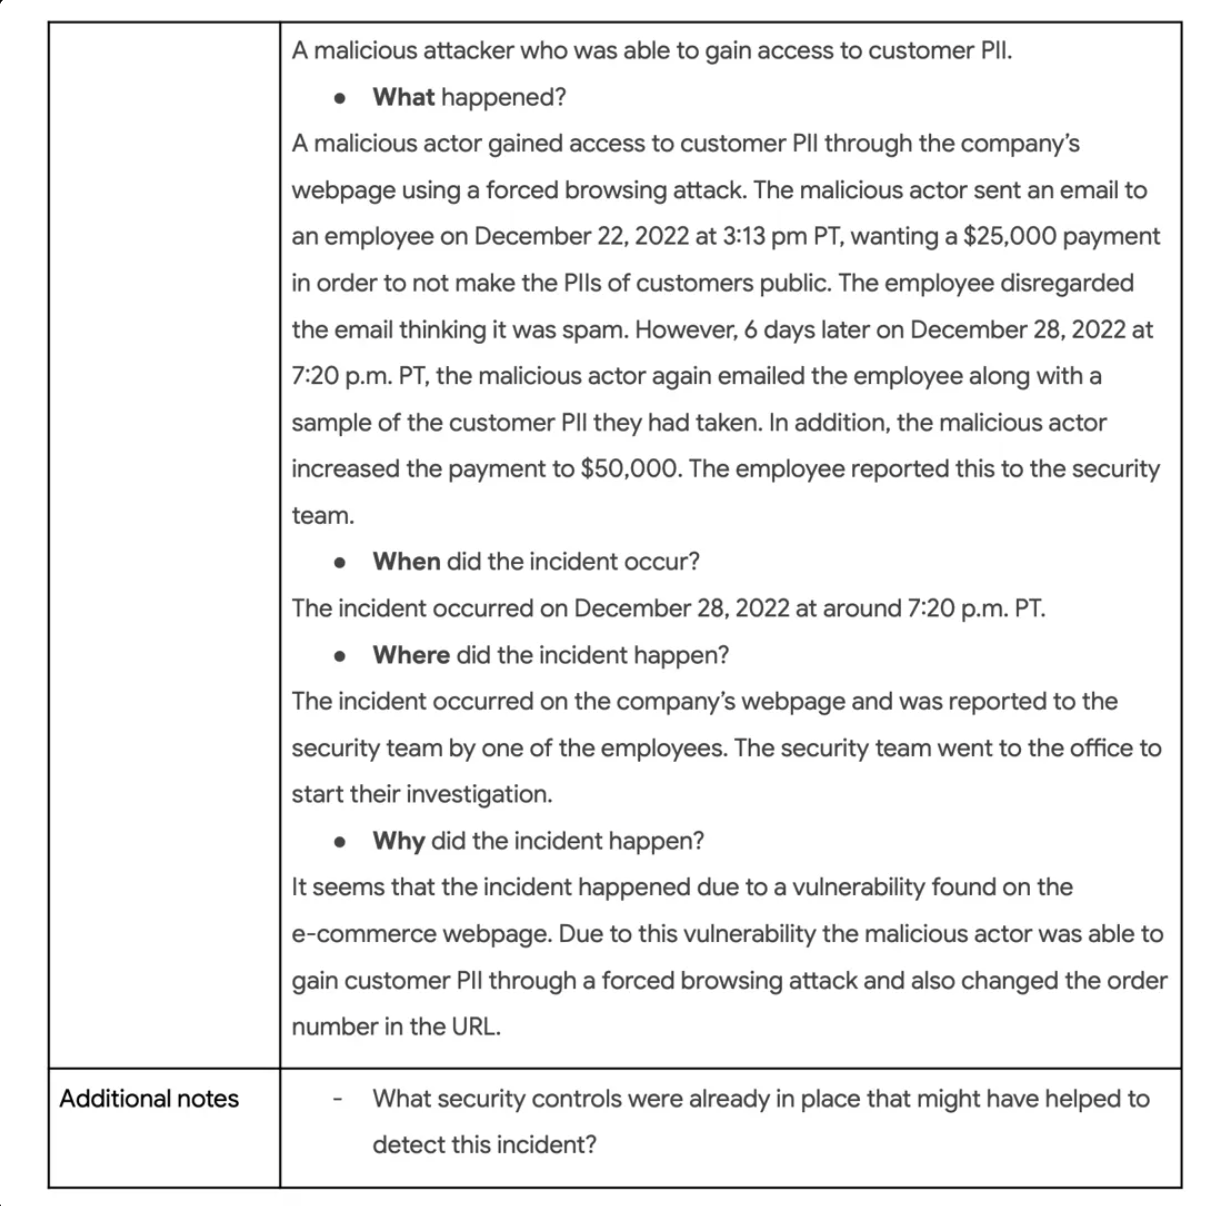 A malicious attacker who was able to gain access to customer PII.
● What happened?
A malicious actor gained access to customer PII through the company’s
webpage using a forced browsing attack. The malicious actor sent an email to
an employee on December 22, 2022 at 3:13 pm PT, wanting a $25,000 payment
in order to not make the PIIs of customers public. The employee disregarded
the email thinking it was spam. However, 6 days later on December 28, 2022 at
7:20 p.m. PT, the malicious actor again emailed the employee along with a
sample of the customer PII they had taken. In addition, the malicious actor
increased the payment to $50,000. The employee reported this to the security
team.
● When did the incident occur?
The incident occurred on December 28, 2022 at around 7:20 p.m. PT.
● Where did the incident happen?
The incident occurred on the company’s webpage and was reported to the
security team by one of the employees. The security team went to the office to
start their investigation.
● Why did the incident happen?
It seems that the incident happened due to a vulnerability found on the
e-commerce webpage. Due to this vulnerability the malicious actor was able to
gain customer PII through a forced browsing attack and also changed the order
number in the URL.
Additional notes
- What security controls were already in place that might have helped to
detect this incident?